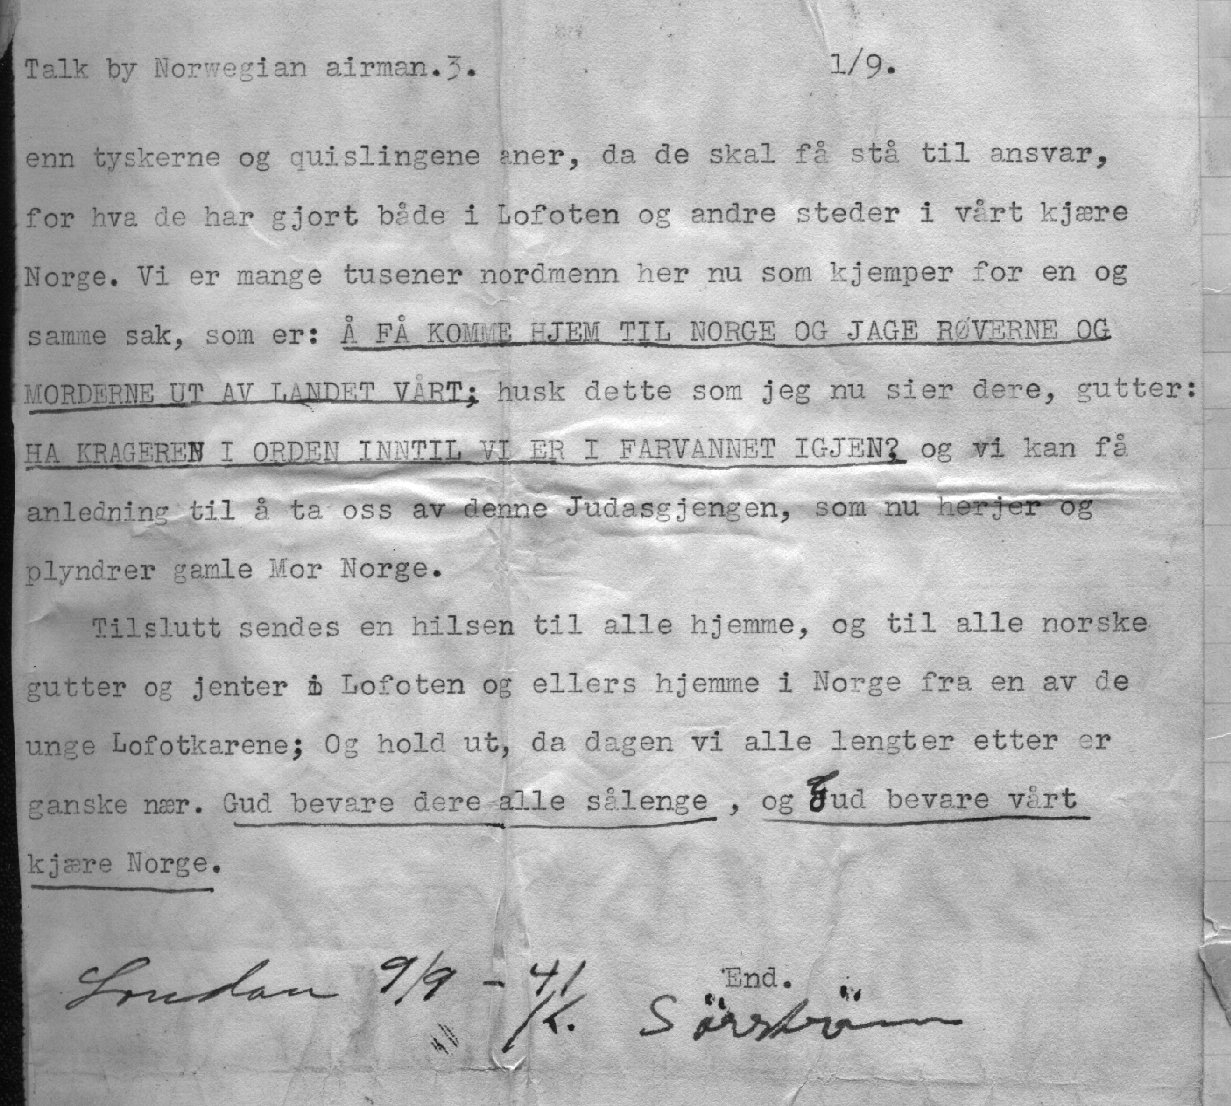 Talk by Norwegian airman.3. 1/9.
enn tyskerne og quislingene aner, da de skal få stå til ansvar,
for hva de har gjort både i Lofoten og andre steder i vårt kjære
Norge. Vi er mange tusener nordmenn her nu som kjemper for en og
samme sak, som er: Å FÅ KOMME HJEM TIL NORGE OG JAGE RØVERNE OG
MORDERNE UT AV LANDET VÅRT; husk dette som jeg nu sier dere, gutter:
HA KRAGEREN I ORDEN INNTIL VI ER I FARVANNET IGJEN? og vi kan få
anledning til å ta oss av denne Judasgjengen, som nu herjer og
plyndrer gamle Mor Norge.
Tilslutt sendes en hilsen til alle hjemme, og til alle norske
gutter og jenter i Lofoten og ellers hjemme i Norge fra en av de
unge Lofotkarene; Og hold ut, da dagen vi alle lengter etter er
ganske nær. Gud bevare dere alle sålenge , og gud bevare vårt
kjære Norge.
End.
London 9/9 - 41
/K.